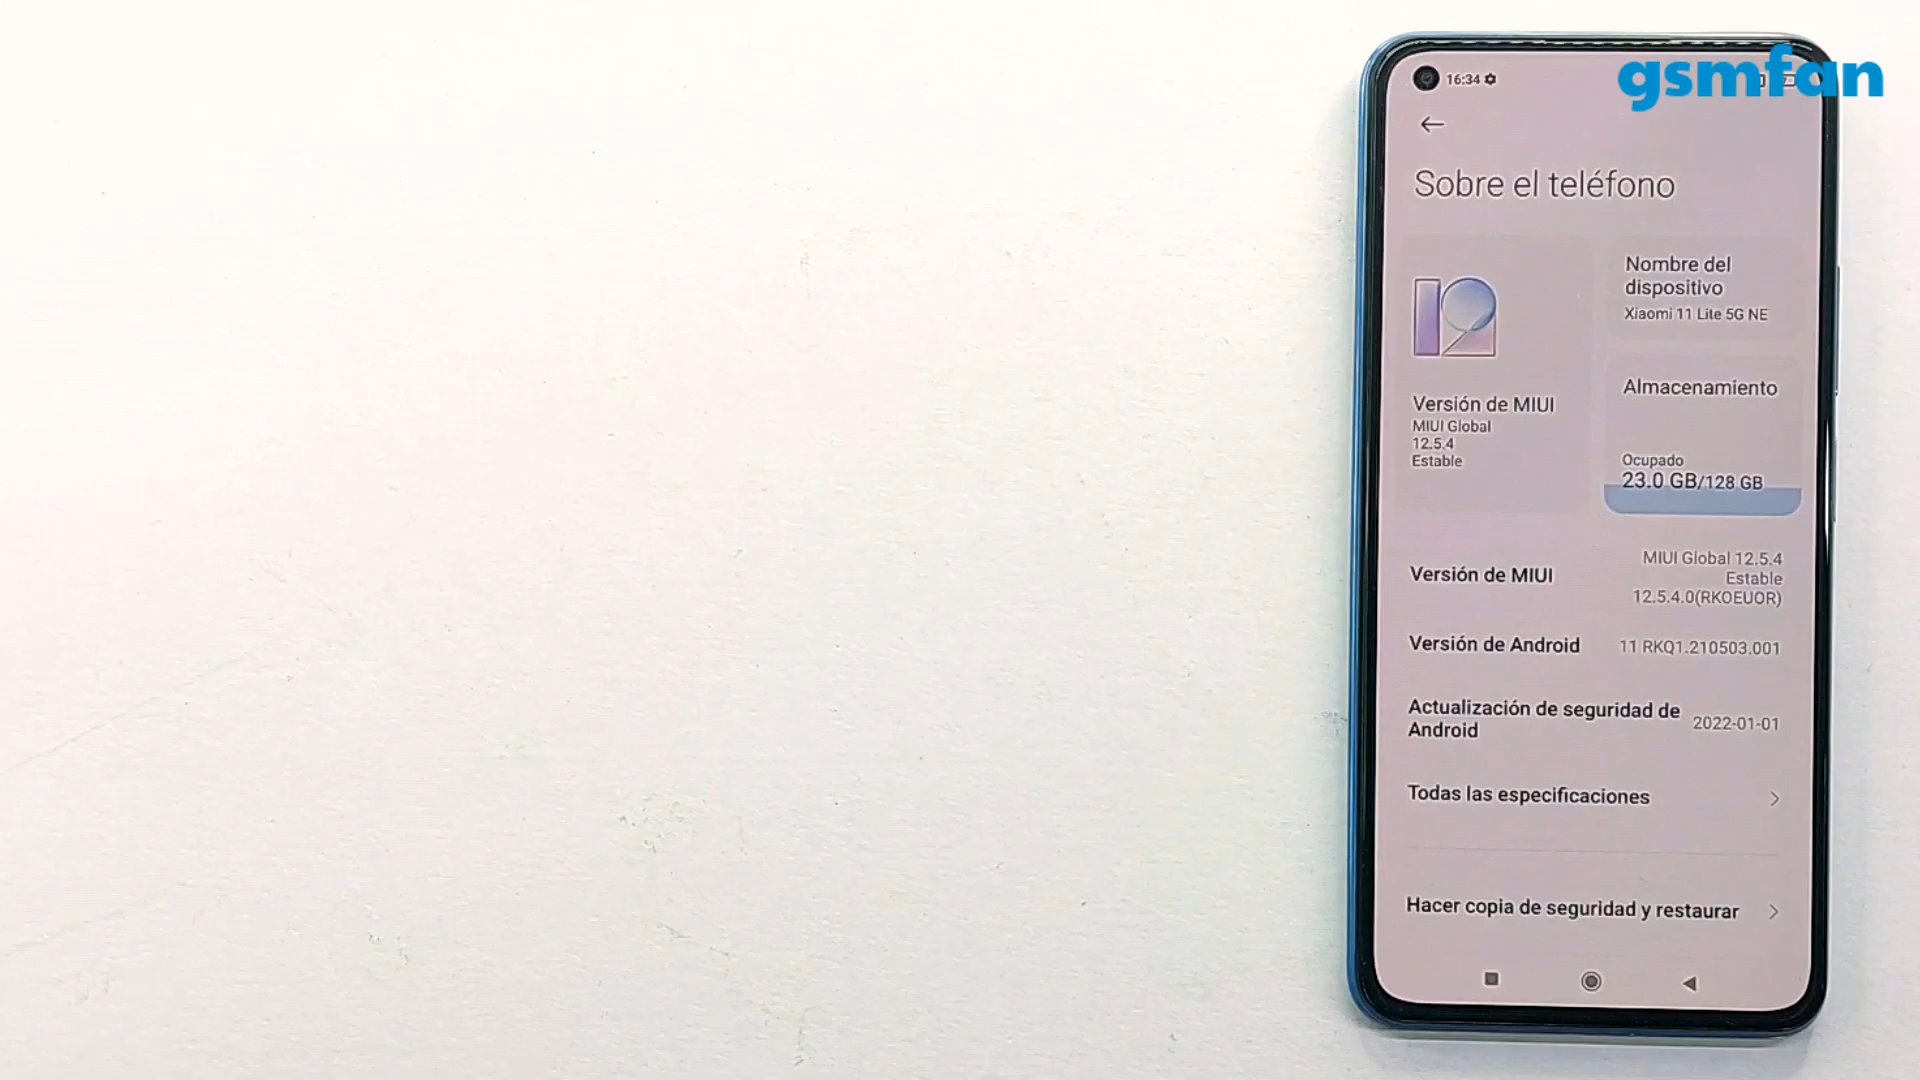 gsmfan
16:34
Sobre el teléfono
12
Versión de MIUI
MIUI Global
12.5.4
Estable
Nombre del
dispositivo
Xiaomi 11 Lite 5G NE
Almacenamiento
Ocupado
23.0 GB/128 GB
Versión de MIUI
MIUI Global 12.5.4
Estable
12.5.4.0(RKOEUOR)
Versión de Android
11 RKQ1.210503.001
Actualización de seguridad de
Android
2022-01-01
Todas las especificaciones
Hacer copia de seguridad y restaurar